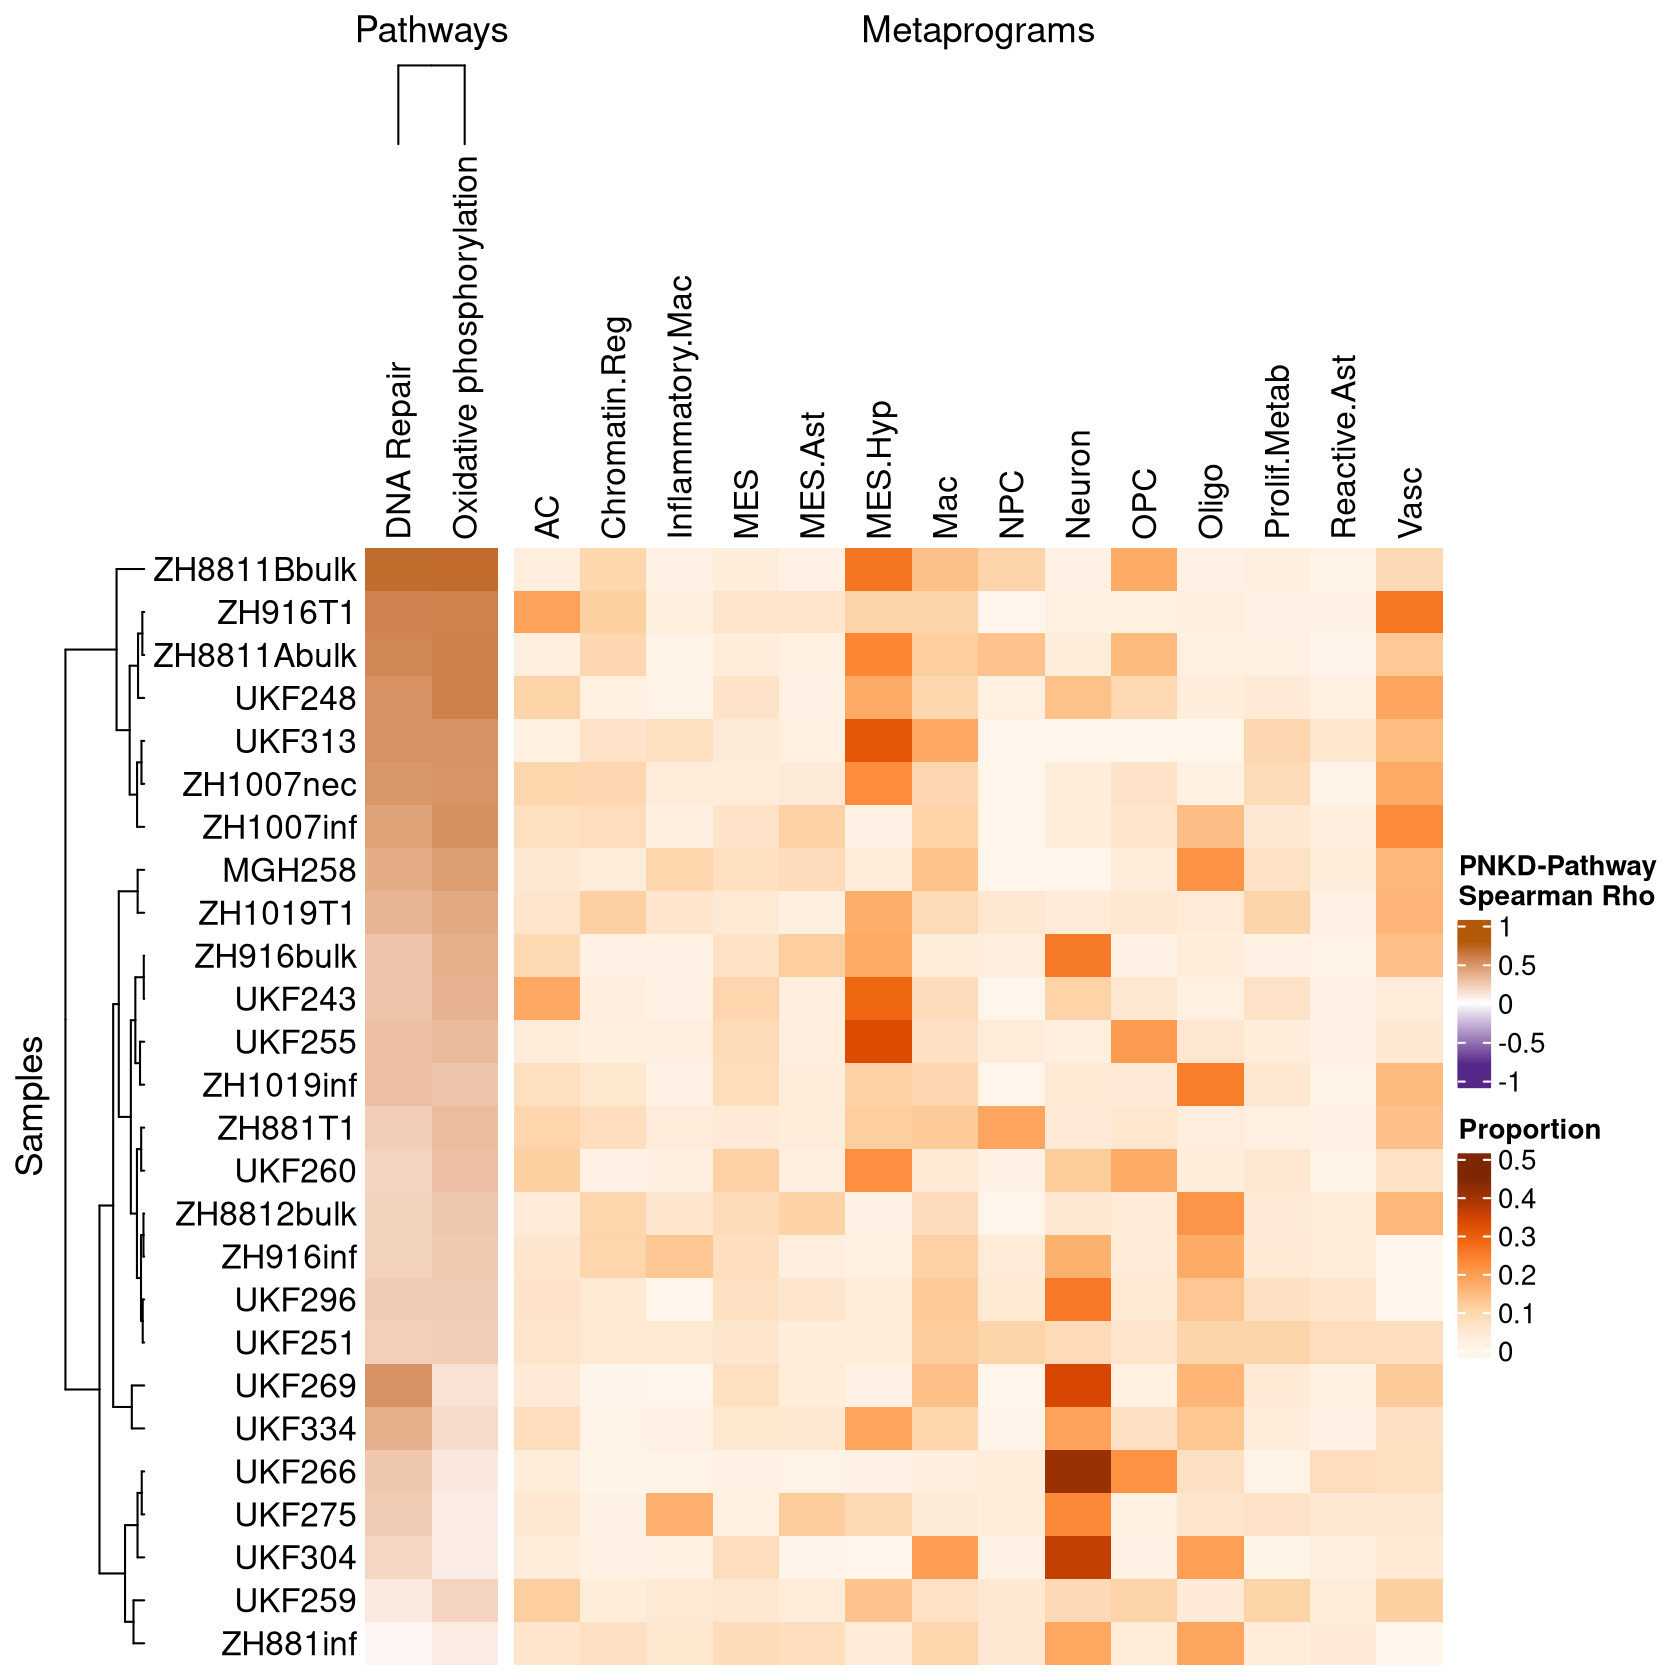 Pathways
Metaprograms
DNA Repair
Oxidative phosphorylation
AC
Chromatin.Reg
Inflammatory.Mac
MES
MES.Ast
MES.Hyp
Mac
NPC
Neuron
OPC
Oligo
Prolif.Metab
Reactive.Ast
Vasc
Samples
ZH8811Bbulk
ZH916T1
ZH8811Abulk
UKF248
UKF313
ZH1007nec
ZH1007inf
MGH258
ZH1019T1
ZH916bulk
UKF243
UKF255
ZH1019inf
ZH881T1
UKF260
ZH8812bulk
ZH916inf
UKF296
UKF251
UKF269
UKF334
UKF266
UKF275
UKF304
UKF259
ZH881inf
PNKD-Pathway
Spearman Rho
1
0.5
0
-0.5
-1
Proportion
0.5
0.4
0.3
0.2
0.1
0